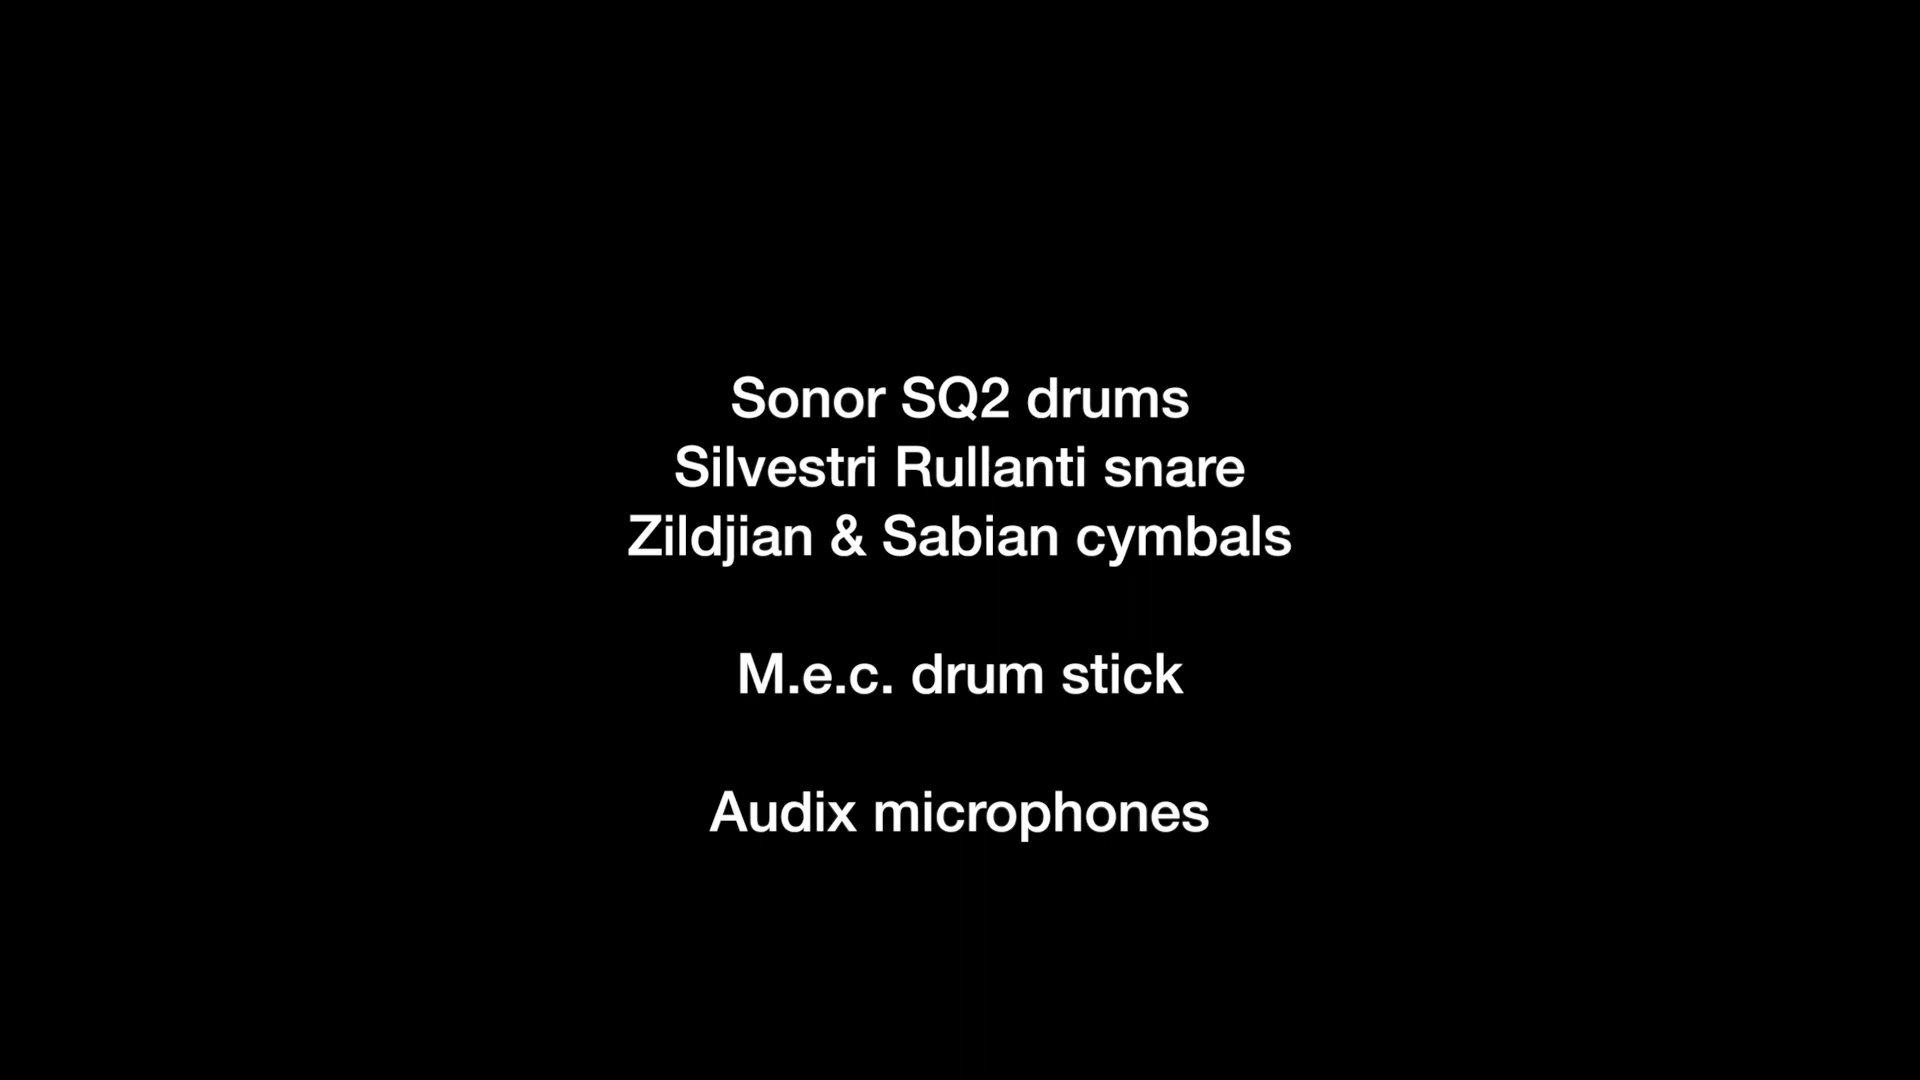 Sonor SQ2 drums
Silvestri Rullanti snare
Zildjian & Sabian cymbals
M.e.c. drum stick
Audix microphones